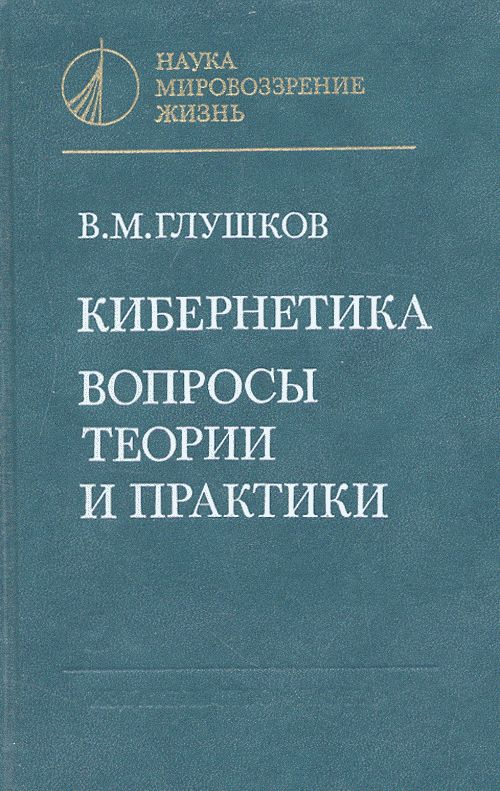 НАУКА
МИРОВОЗЗРЕНИЕ
ЖИЗНЬ
В.М.ГЛУШКОВ
КИБЕРНЕТИКА
ВОПРОСЫ
ТЕОРИИ
И ПРАКТИКИ